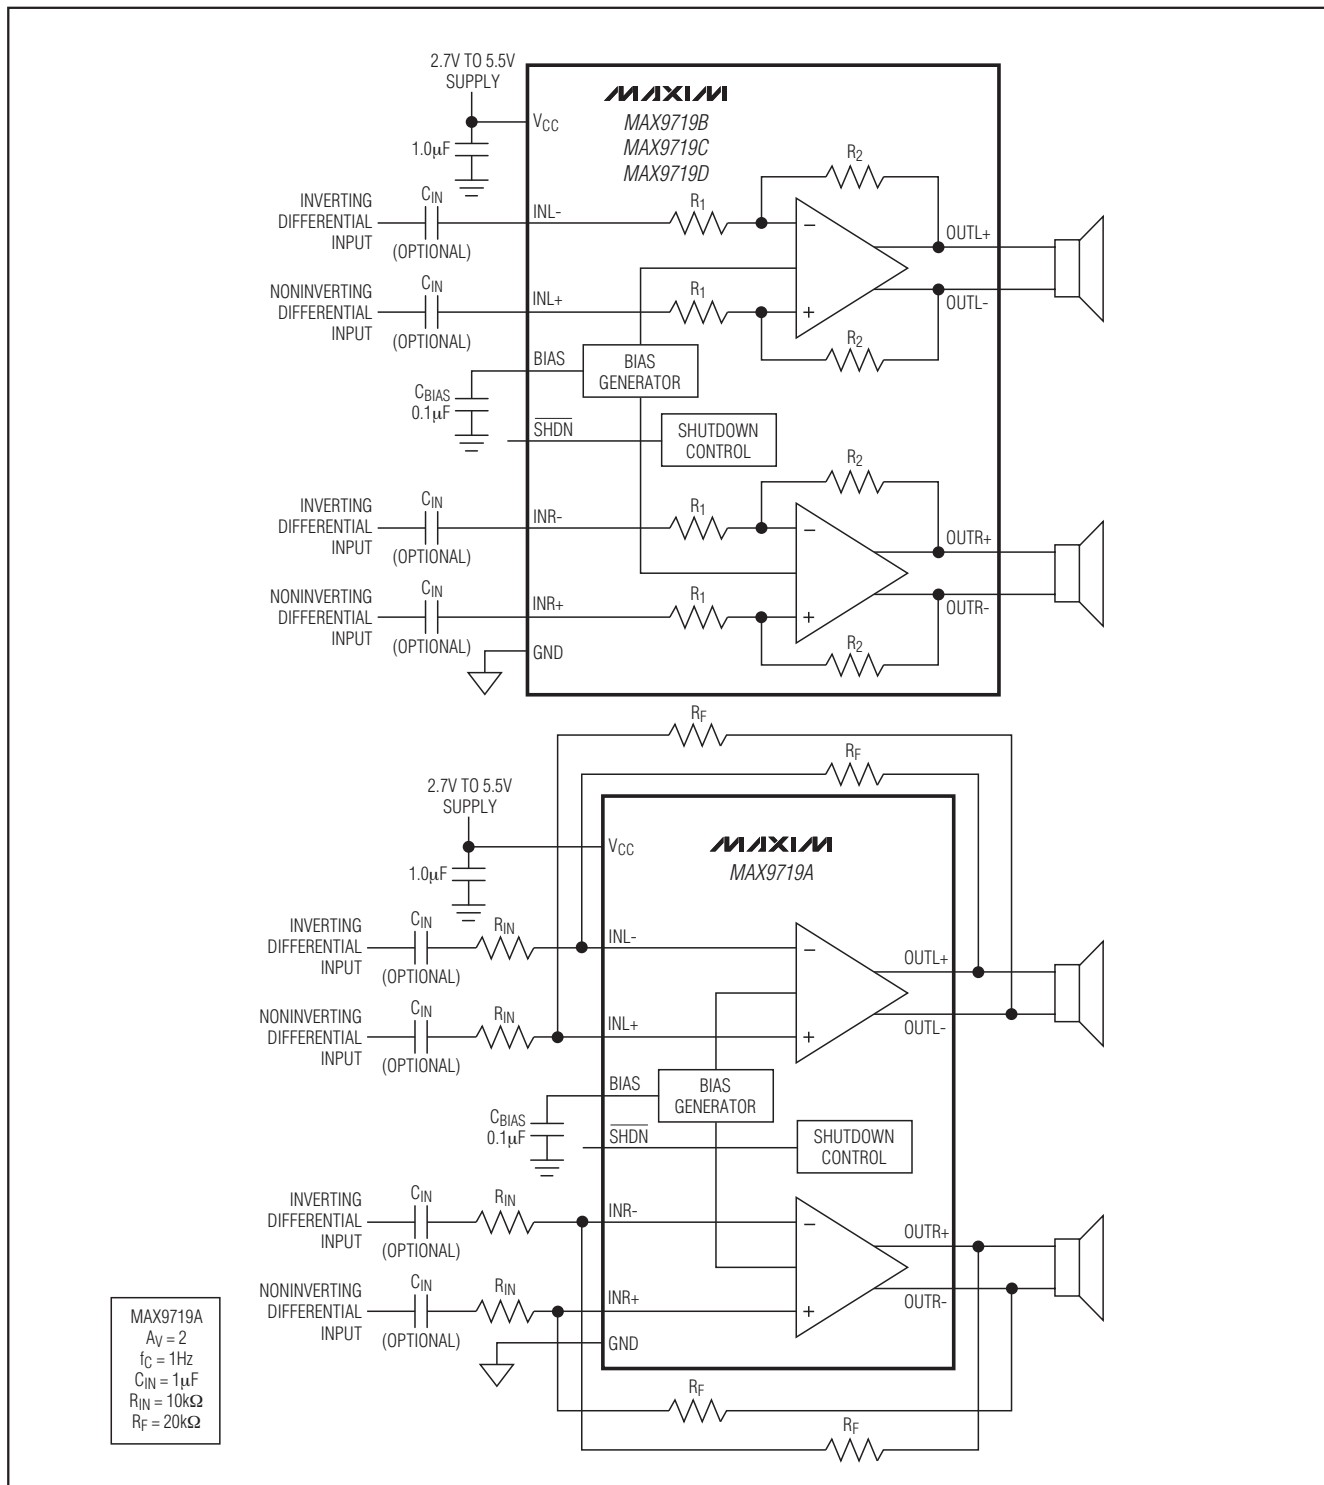 2.7V TO 5.5V
SUPPLY
MAXIM
MAX9719B
MAX9719C
MAX9719D
VCC
1.0μF
R2
INVERTING
DIFFERENTIAL
INPUT
CIN
(OPTIONAL)
INL-
R1
−
OUTL+
NONINVERTING
DIFFERENTIAL
INPUT
CIN
(OPTIONAL)
INL+
R1
+
OUTL-
R2
BIAS
BIAS
GENERATOR
CBIAS
0.1μF
SHDN
SHUTDOWN
CONTROL
R2
INVERTING
DIFFERENTIAL
INPUT
CIN
(OPTIONAL)
INR-
R1
−
OUTR+
NONINVERTING
DIFFERENTIAL
INPUT
CIN
(OPTIONAL)
INR+
R1
+
OUTR-
R2
GND
RF
RF
2.7V TO 5.5V
SUPPLY
VCC
MAXIM
MAX9719A
1.0μF
INVERTING
DIFFERENTIAL
INPUT
CIN
(OPTIONAL)
RIN
INL-
−
OUTL+
NONINVERTING
DIFFERENTIAL
INPUT
CIN
(OPTIONAL)
RIN
INL+
+
OUTL-
BIAS
BIAS
GENERATOR
CBIAS
0.1μF
SHDN
SHUTDOWN
CONTROL
INVERTING
DIFFERENTIAL
INPUT
CIN
(OPTIONAL)
RIN
INR-
−
OUTR+
NONINVERTING
DIFFERENTIAL
INPUT
CIN
(OPTIONAL)
RIN
INR+
+
OUTR-
GND
RF
RF
MAX9719A
AV = 2
fC = 1Hz
CIN = 1μF
RIN = 10kΩ
RF = 20kΩ